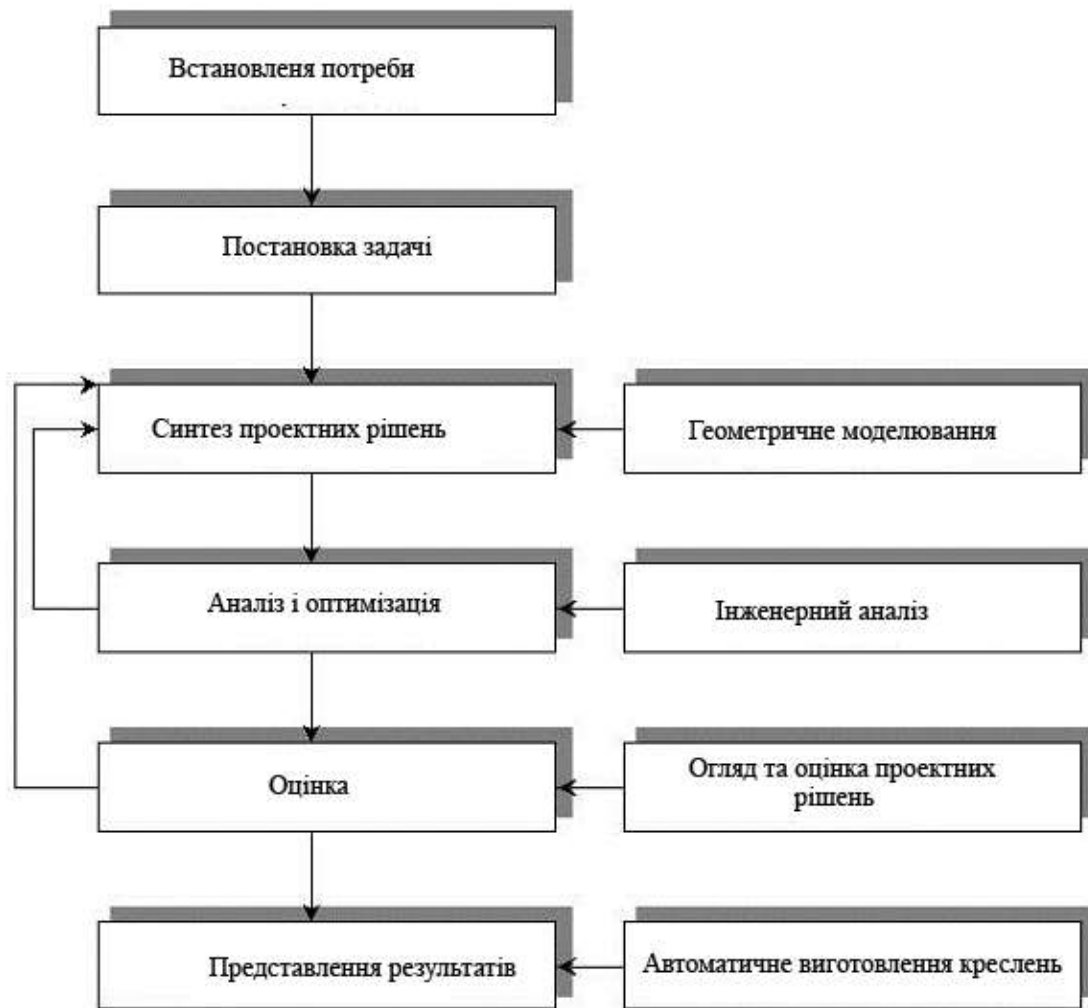 Встановленя потреби
Постановка задачі
Синтез проектних рішень
Геометричне моделювання
Аналіз і оптимізація
Інженерний аналіз
Оцінка
Огляд та оцінка проектних
рішень
Представлення результатів
Автоматичне виготовлення креслень